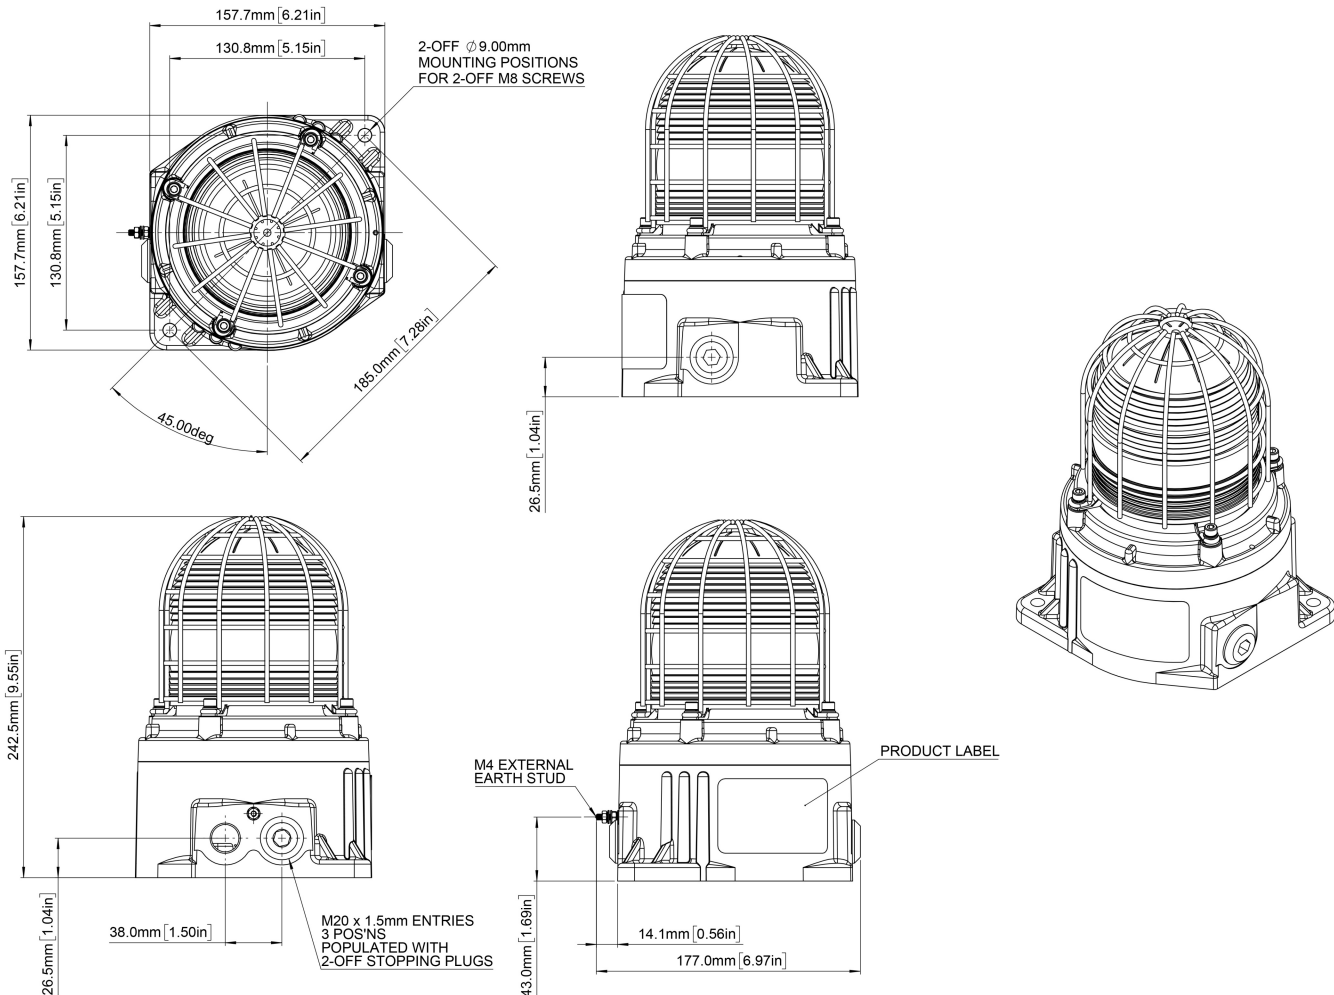 157.7mm[6.21in]
130.8mm[5.15in]
2-OFF ∅9.00mm
MOUNTING POSITIONS
FOR 2-OFF M8 SCREWS
157.7mm[6.21in]
130.8mm[5.15in]
185.0mm[7.28in]
45.00deg
26.5mm[1.04in]
242.5mm[9.55in]
M4 EXTERNAL
EARTH STUD
PRODUCT LABEL
26.5mm[1.04in]
38.0mm[1.50in]
M20 x 1.5mm ENTRIES
3 POS'NS
POPULATED WITH
2-OFF STOPPING PLUGS
43.0mm[1.69in]
14.1mm[0.56in]
177.0mm[6.97in]